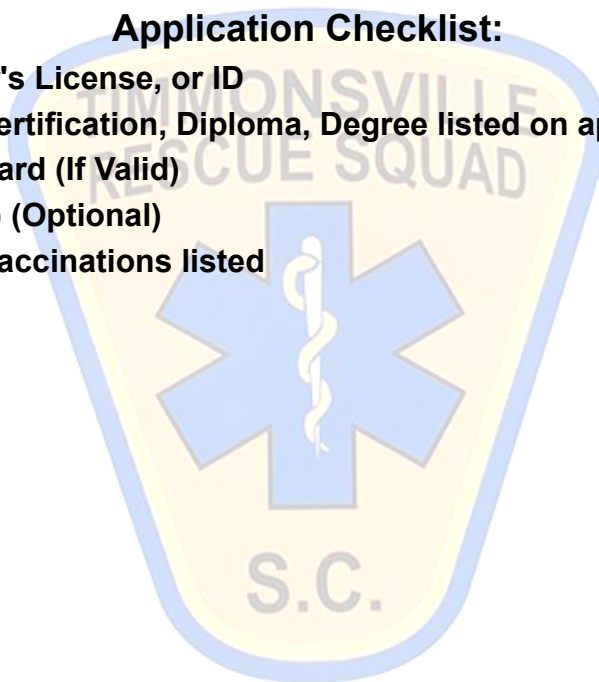 Application Checklist:
's License, or ID
ertification, Diploma, Degree listed on a
ard (If Valid)
(Optional)
accinations listed
TIMMONSVILLE
RESCUE SQUAD
S.C.